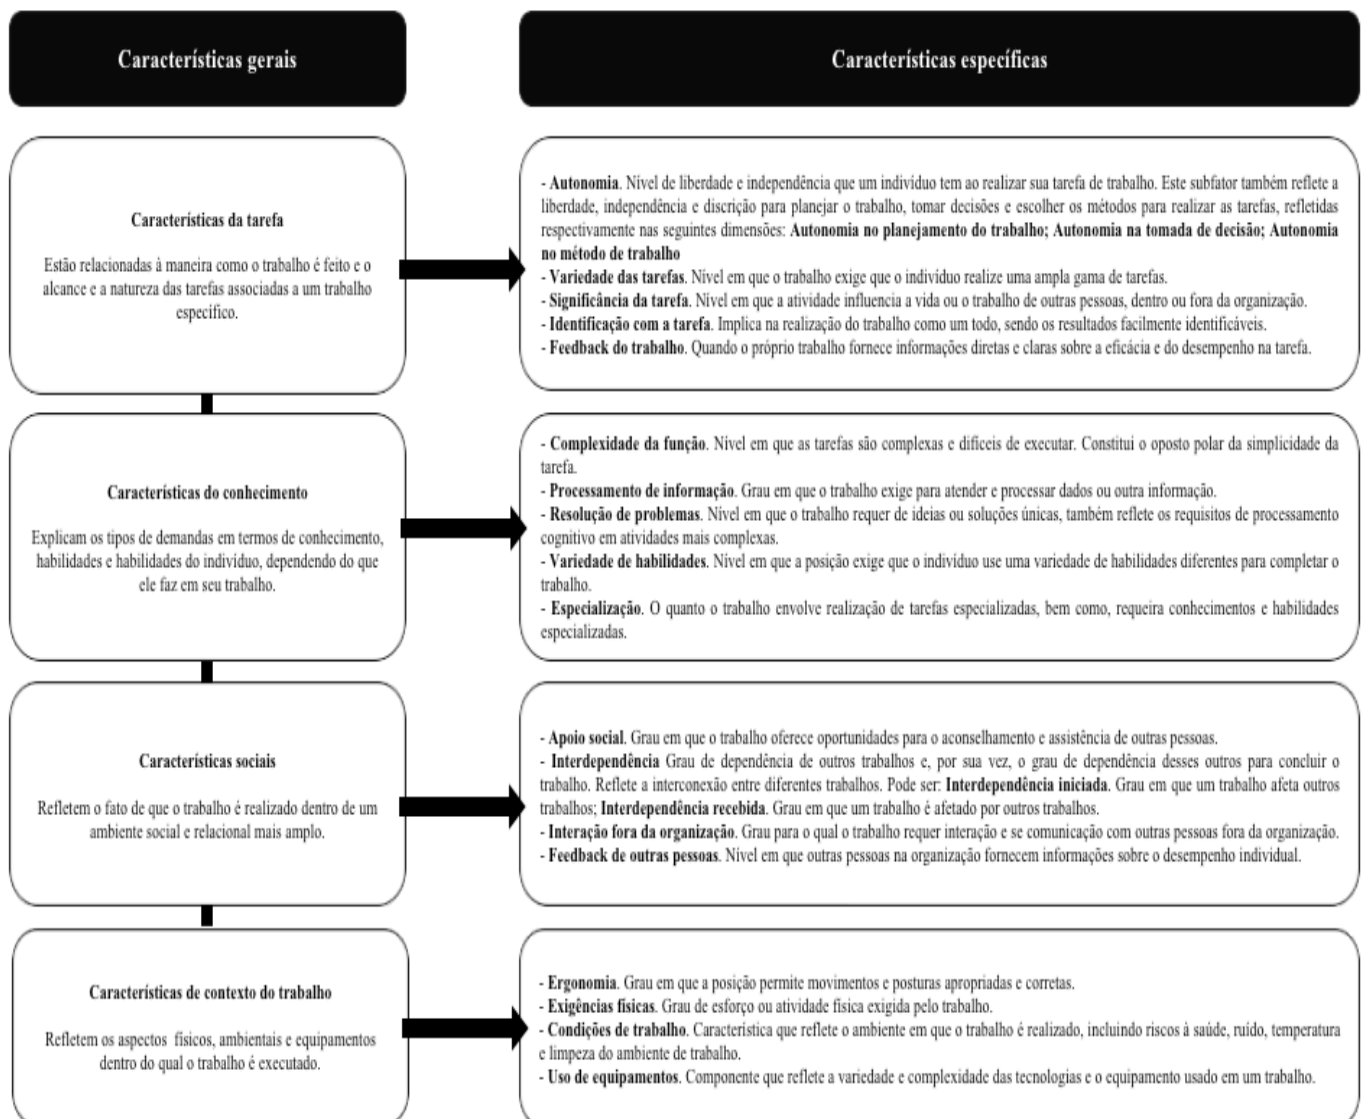 Características gerais
Características específicas
Características da tarefa
Estão relacionadas à maneira como o trabalho é feito e o
alcance e a natureza das tarefas associadas a um trabalho
específico.
- Autonomia. Nível de liberdade e independência que um indivíduo tem ao realizar sua tarefa de trabalho. Este subfator também reflete a
liberdade, independência e discrição para planejar o trabalho, tomar decisões e escolher os métodos para realizar as tarefas, refletidas
respectivamente nas seguintes dimensões: Autonomia no planejamento do trabalho; Autonomia na tomada de decisão; Autonomia
no método de trabalho
- Variedade das tarefas. Nível em que o trabalho exige que o indivíduo realize uma ampla gama de tarefas.
- Significância da tarefa. Nível em que a atividade influencia a vida ou o trabalho de outras pessoas, dentro ou fora da organização.
- Identificação com a tarefa. Implica na realização do trabalho como um todo, sendo os resultados facilmente identificáveis.
- Feedback do trabalho. Quando o próprio trabalho fornece informações diretas e claras sobre a eficácia e do desempenho na tarefa.
Características do conhecimento
Explicam os tipos de demandas em termos de conhecimento,
habilidades e habilidades do indivíduo, dependendo do que
ele faz em seu trabalho.
- Complexidade da função. Nível em que as tarefas são complexas e difíceis de executar. Constitui o oposto polar da simplicidade da
tarefa.
- Processamento de informação. Grau em que o trabalho exige para atender e processar dados ou outra informação.
- Resolução de problemas. Nível em que o trabalho requer de ideias ou soluções únicas, também reflete os requisitos de processamento
cognitivo em atividades mais complexas.
- Variedade de habilidades. Nível em que a posição exige que o indivíduo use uma variedade de habilidades diferentes para completar o
trabalho.
- Especialização. O quanto o trabalho envolve realização de tarefas especializadas, bem como, requeira conhecimentos e habilidades
especializadas.
Características sociais
Refletem o fato de que o trabalho é realizado dentro de um
ambiente social e relacional mais amplo.
- Apoio social. Grau em que o trabalho oferece oportunidades para o aconselhamento e assistência de outras pessoas.
- Interdependência Grau de dependência de outros trabalhos e, por sua vez, o grau de dependência desses outros para concluir o
trabalho. Reflete a interconexão entre diferentes trabalhos. Pode ser: Interdependência iniciada. Grau em que um trabalho afeta outros
trabalhos; Interdependência recebida. Grau em que um trabalho é afetado por outros trabalhos.
- Interação fora da organização. Grau para o qual o trabalho requer interação e se comunicação com outras pessoas fora da organização.
- Feedback de outras pessoas. Nível em que outras pessoas na organização fornecem informações sobre o desempenho individual.
Características de contexto do trabalho
Refletem os aspectos físicos, ambientais e equipamentos
dentro do qual o trabalho é executado.
- Ergonomia. Grau em que a posição permite movimentos e posturas apropriadas e corretas.
- Exigências físicas. Grau de esforço ou atividade física exigida pelo trabalho.
- Condições de trabalho. Característica que reflete o ambiente em que o trabalho é realizado, incluindo riscos à saúde, ruído, temperatura
e limpeza do ambiente de trabalho.
- Uso de equipamentos. Componente que reflete a variedade e complexidade das tecnologias e o equipamento usado em um trabalho.